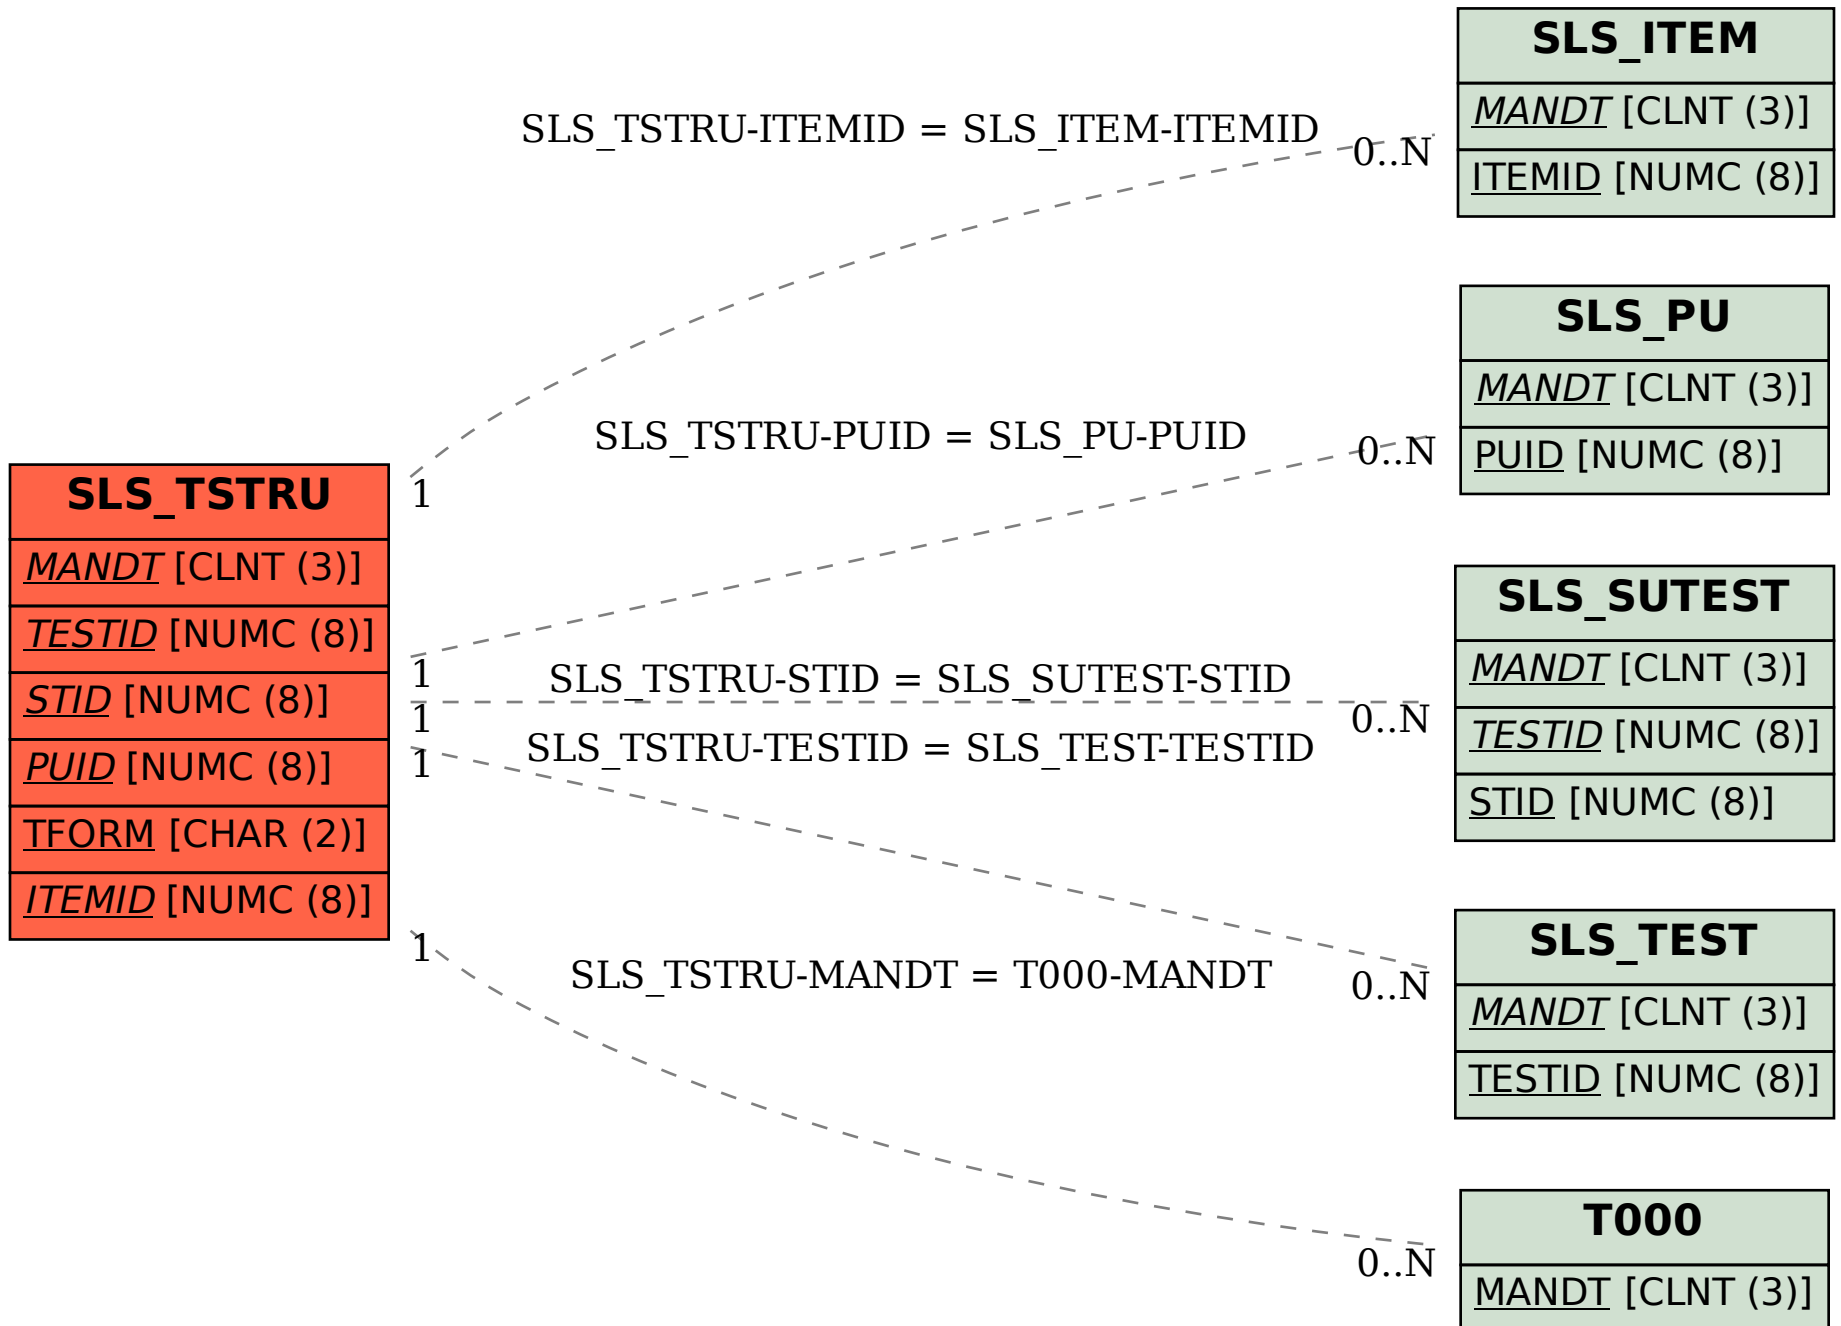 SLS_TSTRU
MANDT [CLNT (3)]
TESTID [NUMC (8)]
STID [NUMC (8)]
PUID [NUMC (8)]
TFORM [CHAR (2)]
ITEMID [NUMC (8)]
SLS_TSTRU-ITEMID = SLS_ITEM-ITEMID
0..N
1
SLS_TSTRU-PUID = SLS_PU-PUID
0..N
1
SLS_TSTRU-STID = SLS_SUTEST-STID
0..N
1
SLS_TSTRU-TESTID = SLS_TEST-TESTID
0..N
1
SLS_TSTRU-MANDT = T000-MANDT
0..N
1
SLS_ITEM
MANDT [CLNT (3)]
ITEMID [NUMC (8)]
SLS_PU
MANDT [CLNT (3)]
PUID [NUMC (8)]
SLS_SUTEST
MANDT [CLNT (3)]
TESTID [NUMC (8)]
STID [NUMC (8)]
SLS_TEST
MANDT [CLNT (3)]
TESTID [NUMC (8)]
T000
MANDT [CLNT (3)]